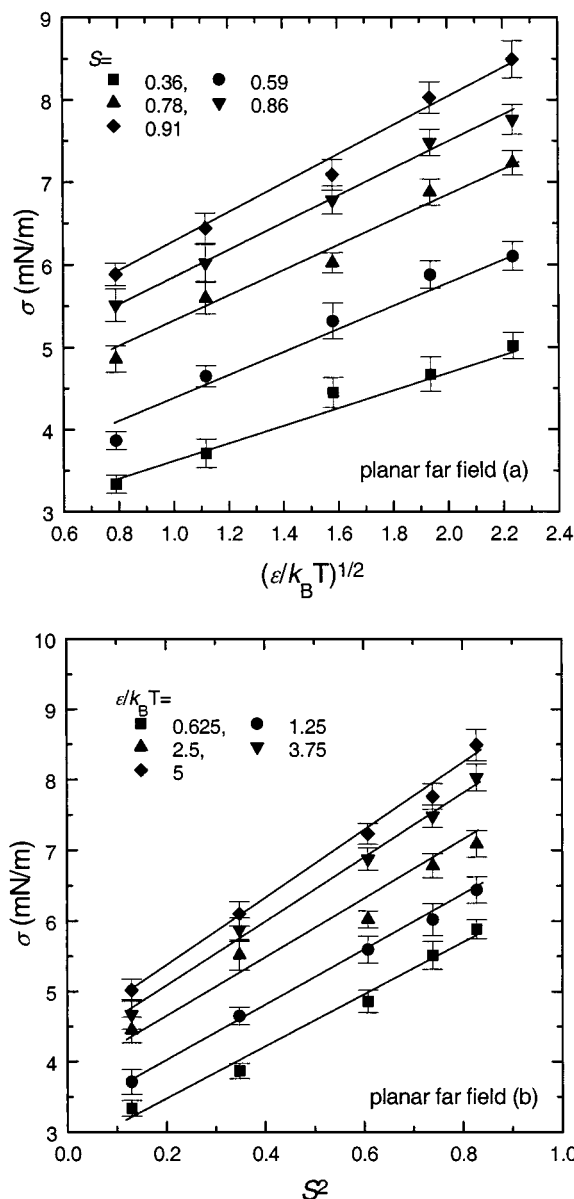 9
8
7
6
5
4
3
σ (mN/m)
S=
0.36, 0.59
0.78, 0.86
0.91
planar far field (a)
0.6 0.8 1.0 1.2 1.4 1.6 1.8 2.0 2.2 2.4
(ε/k_BT)^1/2
10
9
8
7
6
5
4
3
σ (mN/m)
ε/k_BT=
0.625, 1.25
2.5, 3.75
5
planar far field (b)
0.0 0.2 0.4 0.6 0.8 1.0
S²